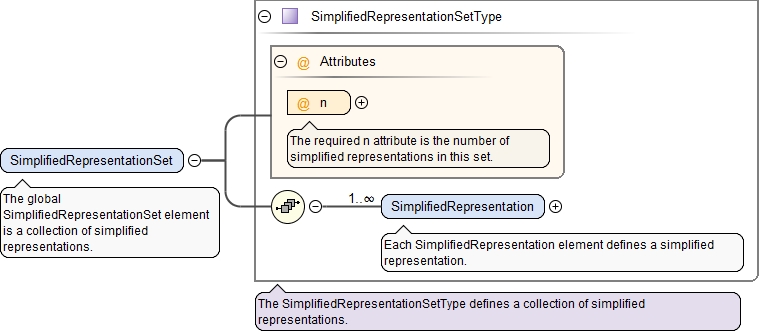 SimplifiedRepresentationSetType
@ Attributes
@ n
The required n attribute is the number of
simplified representations in this set.
SimplifiedRepresentationSet
The global
SimplifiedRepresentationSet element
is a collection of simplified
representations.
1..∞
SimplifiedRepresentation
Each SimplifiedRepresentation element defines a simplified
representation.
The SimplifiedRepresentationSetType defines a collection of simplified
representations.